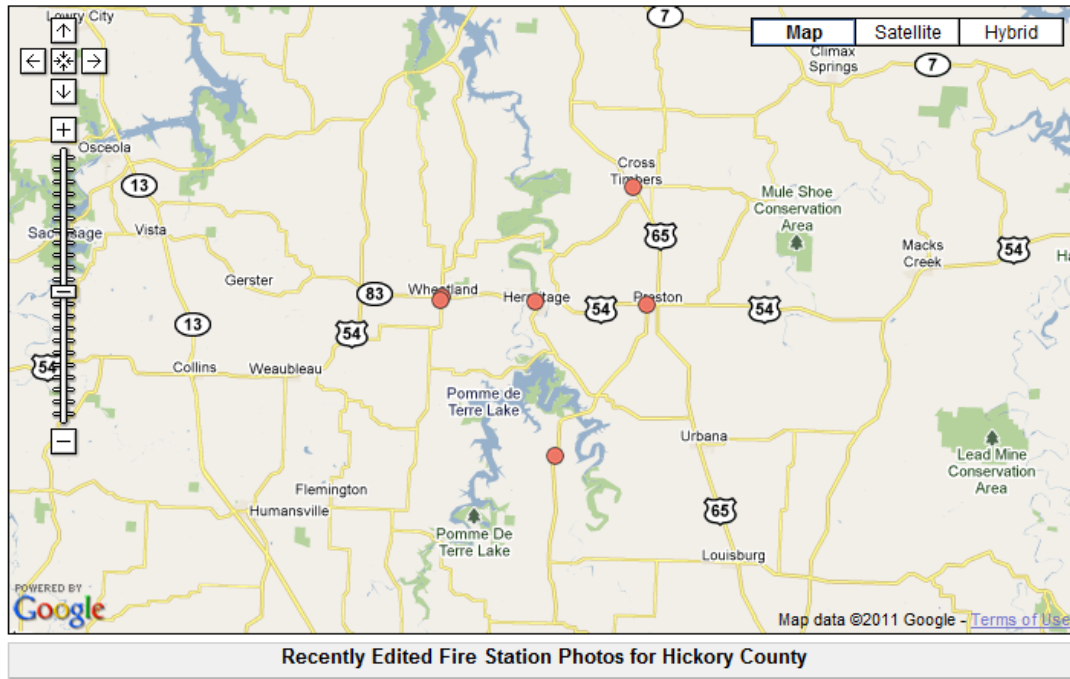 Lowry City
7
Map
Satellite
Hybrid
Climax
Springs
7
Osceola
13
Cross
Timbers
Mule Shoe
Conservation
Area
65
Vista
Macks
Creek
54
Gerster
83
Wheatland
Hermitage
54
Preston
54
13
54
54
Collins
Weaubleau
Pomme de
Terre Lake
Urbana
Lead Mine
Conservation
Area
Flemington
Humansville
65
Pomme De
Terre Lake
Louisburg
POWERED BY
Google
Map data ©2011 Google - Terms of Use
Recently Edited Fire Station Photos for Hickory County